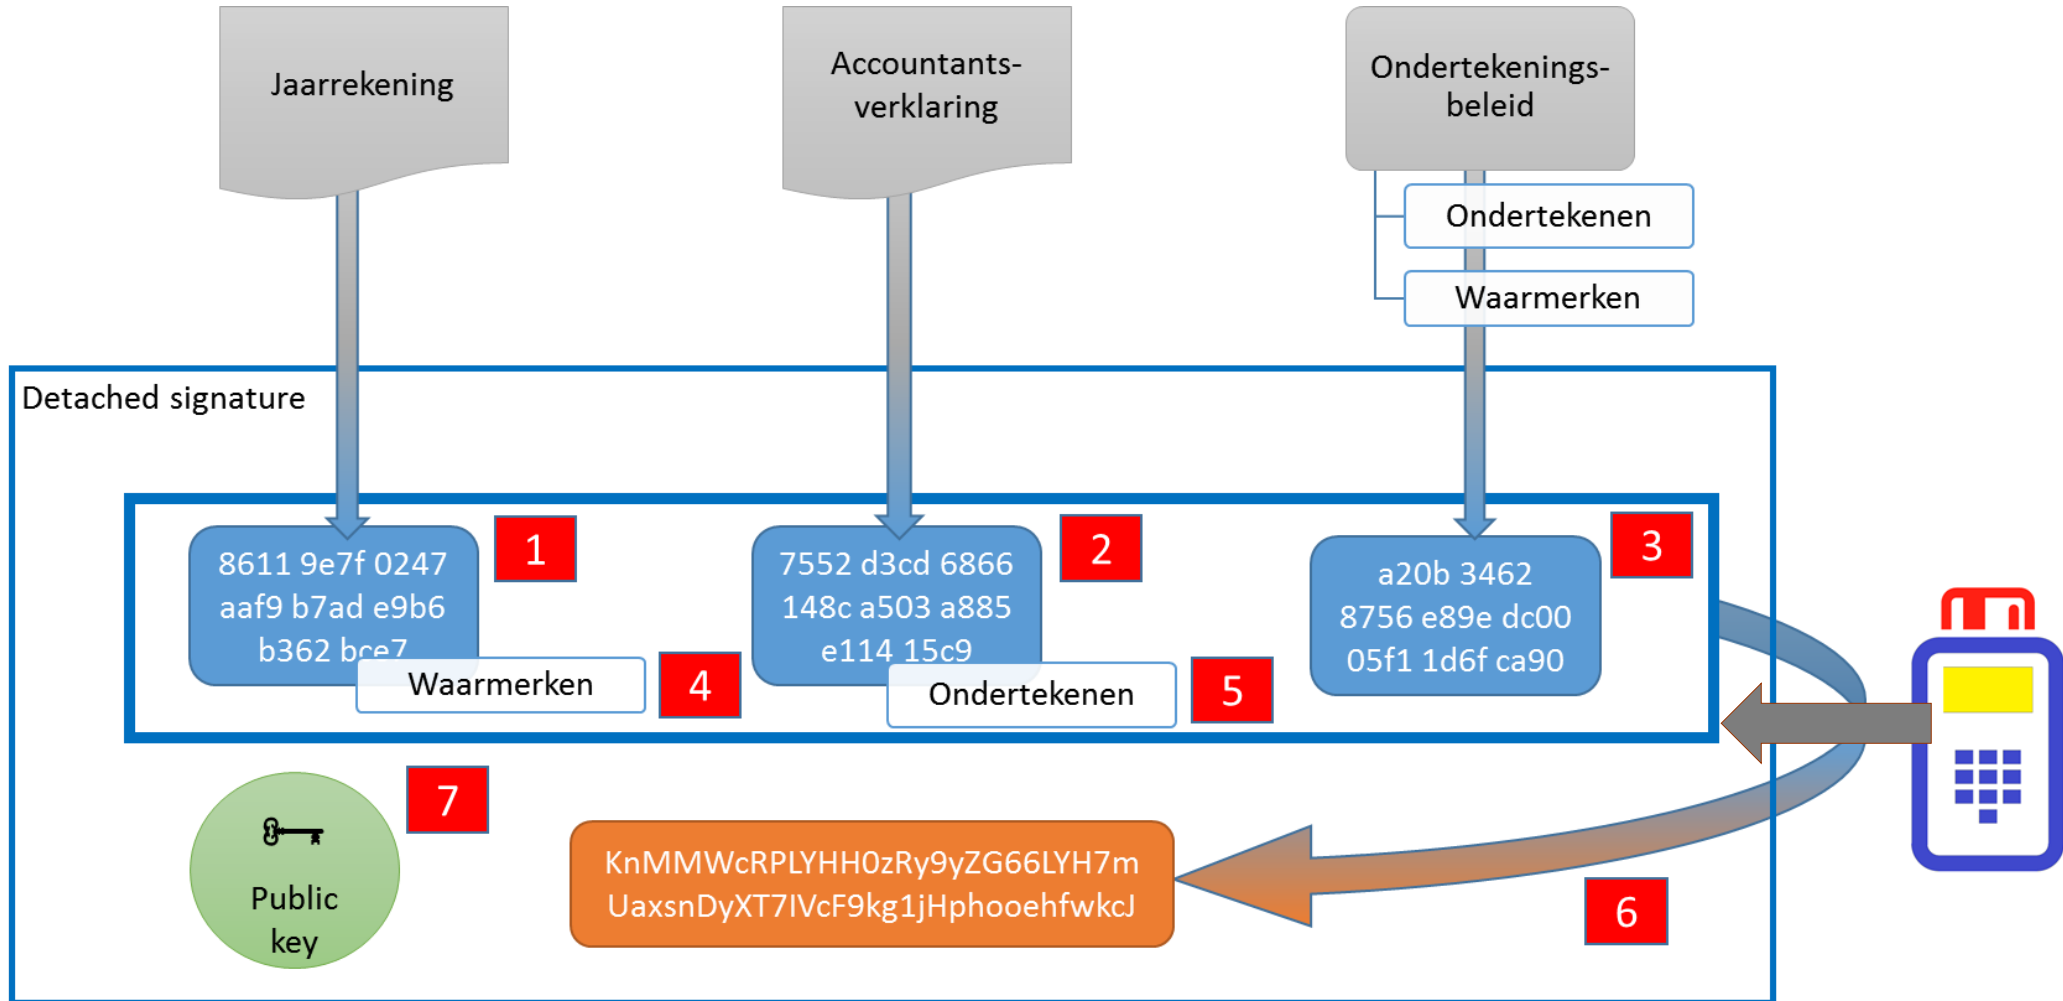 Jaarrekening
Accountants-
verklaring
Ondertekenings-
beleid
Ondertekenen
Waarmerken
Detached signature
8611 9e7f 0247
aaf9 b7ad e9b6
b362 bce7
1
7552 d3cd 6866
148c a503 a885
e114 15c9
2
a20b 3462
8756 e89e dc00
05f1 1d6f ca90
3
Waarmerken
4
Ondertekenen
5
7
Public
key
KnMMWcRPLYHH0zRy9yZG66LYH7m
UaxsnDyXT7IVcF9kg1jHphooehfwkcJ
6